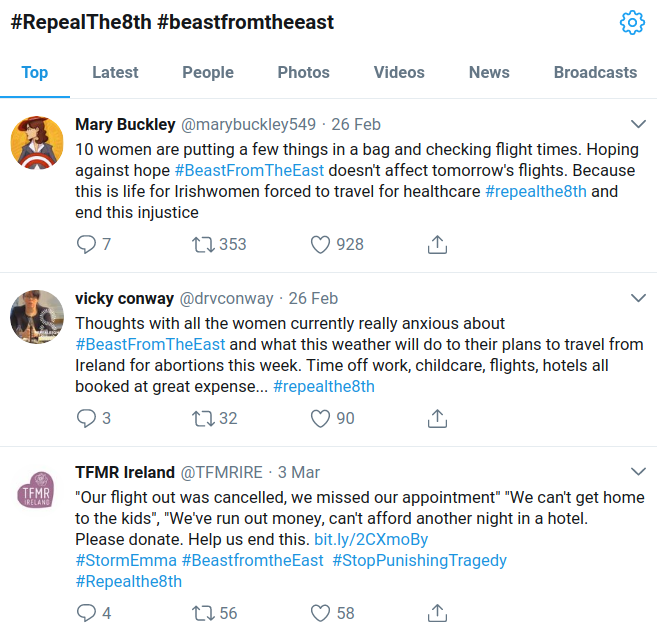 #RepealThe8th #beastfromtheeast
Top Latest People Photos Videos News Broadcasts
Mary Buckley @marybuckley549 · 26 Feb
10 women are putting a few things in a bag and checking flight times. Hoping
against hope #BeastFromTheEast doesn't affect tomorrow's flights. Because
this is life for Irishwomen forced to travel for healthcare #repealthe8th and
end this injustice
7 353 928
vicky conway @drvconway · 26 Feb
Thoughts with all the women currently really anxious about
#BeastFromTheEast and what this weather will do to their plans to travel from
Ireland for abortions this week. Time off work, childcare, flights, hotels all
booked at great expense... #repealthe8th
3 32 90
TFMR
IRELAND
TFMR Ireland @TFMRIRE · 3 Mar
"Our flight out was cancelled, we missed our appointment" "We can't get home
to the kids", "We've run out money, can't afford another night in a hotel.
Please donate. Help us end this. bit.ly/2CXmoBy
#StormEmma #BeastfromtheEast #StopPunishingTragedy
#Repealthe8th
4 56 58